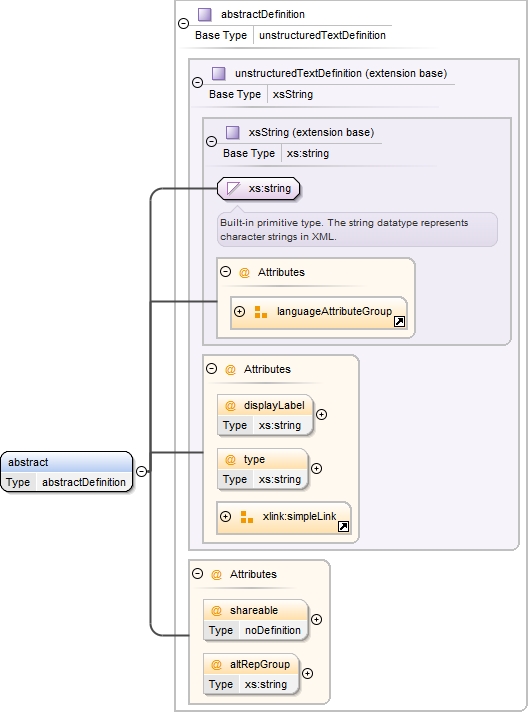 abstractDefinition
Base Type unstructuredTextDefinition
unstructuredTextDefinition (extension base)
Base Type xsString
xsString (extension base)
Base Type xs:string
xs:string
Built-in primitive type. The string datatype represents
character strings in XML.
@ Attributes
languageAttributeGroup
@ Attributes
@ displayLabel
Type xs:string
@ type
Type xs:string
xlink:simpleLink
abstract
Type abstractDefinition
@ Attributes
@ shareable
Type noDefinition
@ altRepGroup
Type xs:string